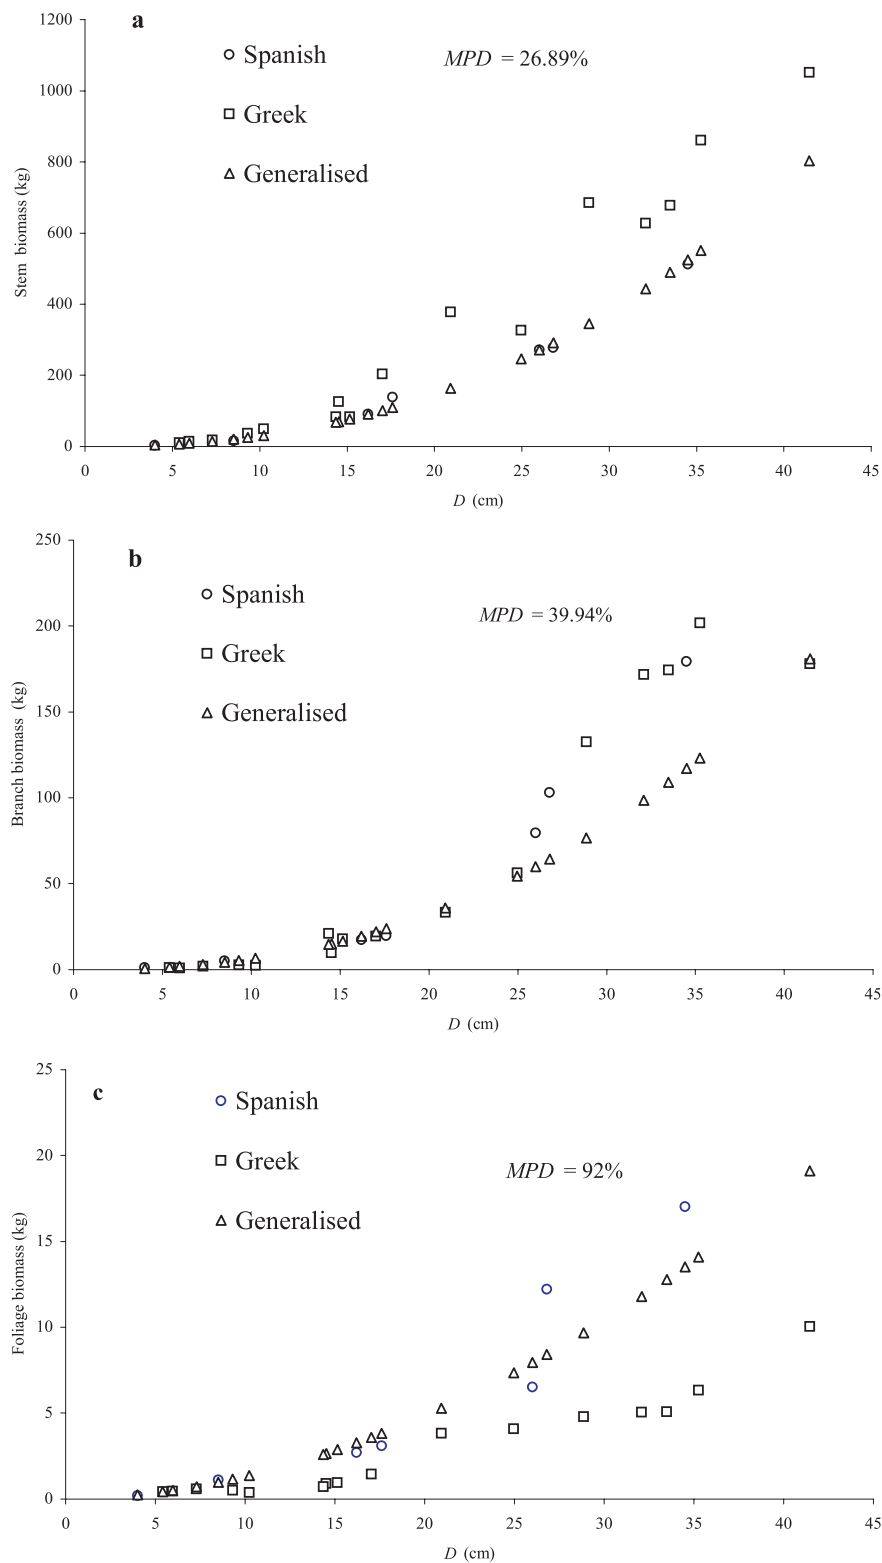 a
1200
Spanish
MPD = 26.89%
1000
Greek
800
Generalised
600
400
200
0
Stem biomass (kg)
0 5 10 15 20 25 30 35 40 45
D (cm)
b
250
Spanish
MPD = 39.94%
200
Greek
150
Generalised
100
50
0
Branch biomass (kg)
0 5 10 15 20 25 30 35 40 45
D (cm)
c
25
Spanish
20
Greek
MPD = 92%
Generalised
15
10
5
0
Foliage biomass (kg)
0 5 10 15 20 25 30 35 40 45
D (cm)